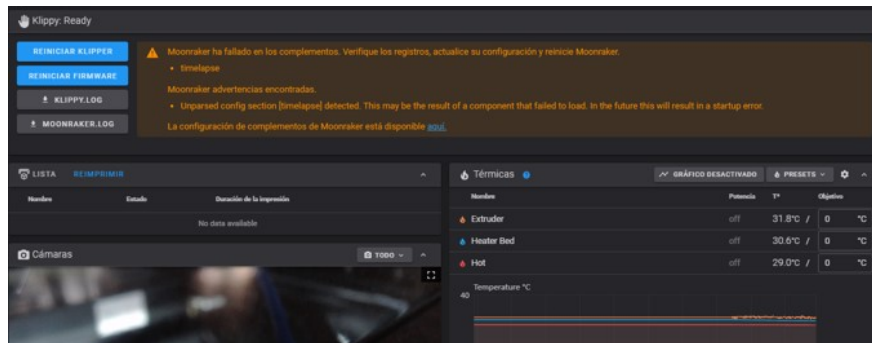 Klippy: Ready
REINICIAR KLIPPER
REINICIAR FIRMWARE
KLIPPY.LOG
MOONRAKER.LOG
Moonraker ha fallado en los complementos. Verifique los registros, actualice su configuración y reinicie Moonraker.
• timelapse
Moonraker advertencias encontradas.
• Unparsed config section [timelapse] detected. This may be the result of a component that failed to load. In the future this will result in a startup error.
La configuración de complementos de Moonraker está disponible aquí.
LISTA REIMPRIMIR
Nombre Estado Duración de la impresión
No data available
Cámaras TODO
Térmicas GRÁFICO DESACTIVADO PRESETS
Nombre Potencia Tª Objetivo
Extruder off 31.8°C / 0 °C
Heater Bed off 30.6°C / 0 °C
Hot off 29.0°C / 0 °C
Temperature °C
40